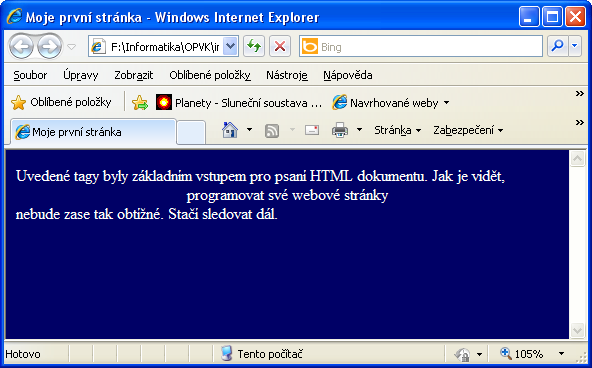 Moje první stránka - Windows Internet Explorer
F:\Informatika\OPVK\ir
Bing
Soubor Úpravy Zobrazit Oblíbené položky Nástroje Nápověda
Oblíbené položky Planety - Sluneční soustava ... Navrhované weby
Moje první stránka Stránka Zabezpečení
Uvedené tagy byly základním vstupem pro psaní HTML dokumentu. Jak je vidět,
programovat své webové stránky
nebude zase tak obtížné. Stačí sledovat dál.
Hotovo Tento počítač 105%